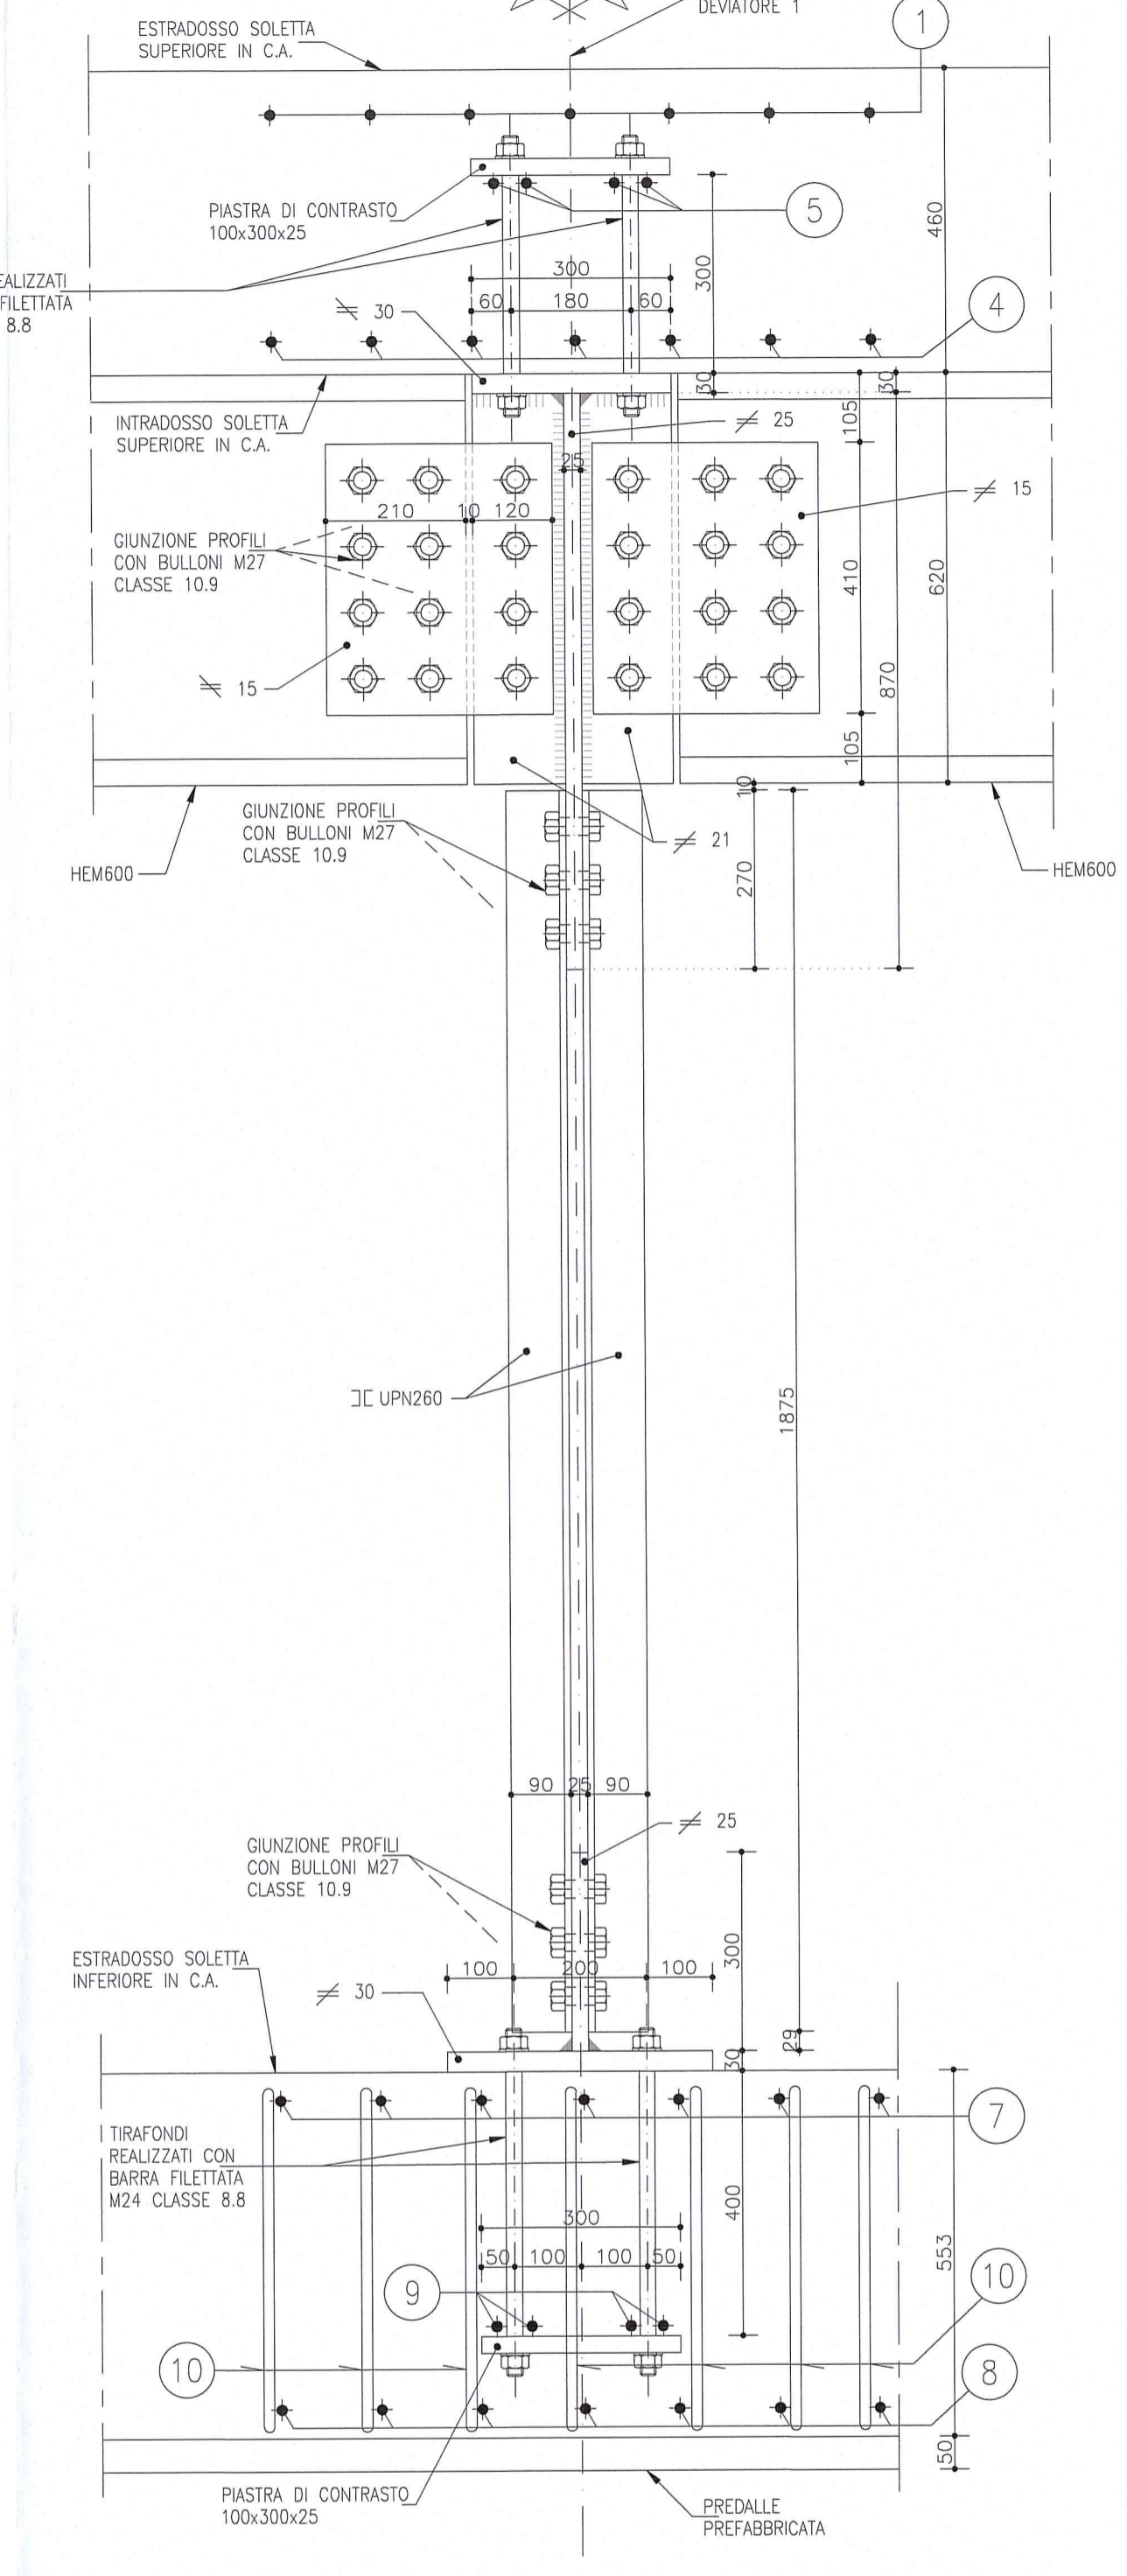 DEVIATORE 1
ESTRADOSSO SOLETTA
SUPERIORE IN C.A.
1
PIASTRA DI CONTRASTO
100x300x25
5
460
300
300
60 180 60
EALIZZATI
FILETTATA
8.8
30
4
30
30
INTRADOSSO SOLETTA
SUPERIORE IN C.A.
25
105
25
15
210 10 120
GIUNZIONE PROFILI
CON BULLONI M27
CLASSE 10.9
410
620
870
15
105
10
GIUNZIONE PROFILI
CON BULLONI M27
CLASSE 10.9
21
HEM600
HEM600
270
UPN260
1875
90 25 90
25
GIUNZIONE PROFILI
CON BULLONI M27
CLASSE 10.9
300
ESTRADOSSO SOLETTA
INFERIORE IN C.A.
100 200 100
30
29
30
7
TIRAFONDI
REALIZZATI CON
BARRA FILETTATA
M24 CLASSE 8.8
400
300
553
50 100 100 50
9
10
10
8
50
PIASTRA DI CONTRASTO
100x300x25
PREDALLE
PREFABBRICATA